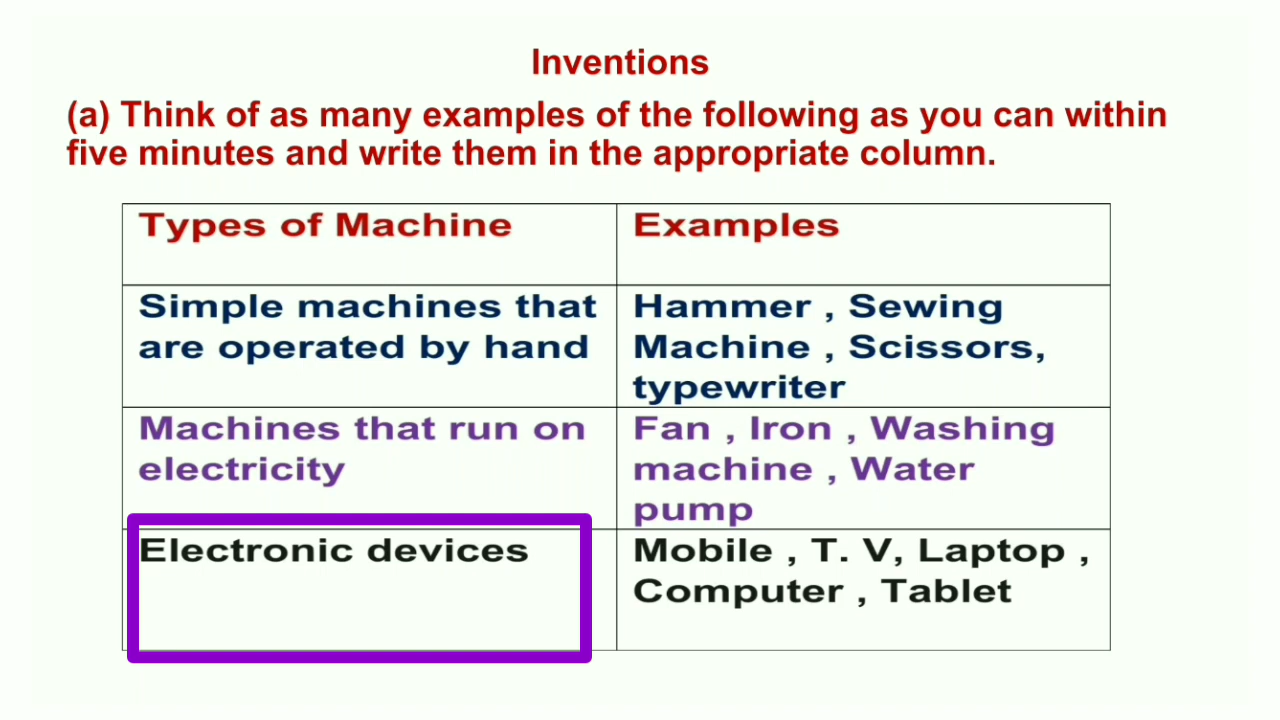 Inventions
(a) Think of as many examples of the following as you can within
five minutes and write them in the appropriate column.
Types of Machine
Examples
Simple machines that
are operated by hand
Hammer , Sewing
Machine , Scissors,
typewriter
Machines that run on
electricity
Fan , Iron , Washing
machine , Water
pump
Electronic devices
Mobile , T. V, Laptop ,
Computer , Tablet